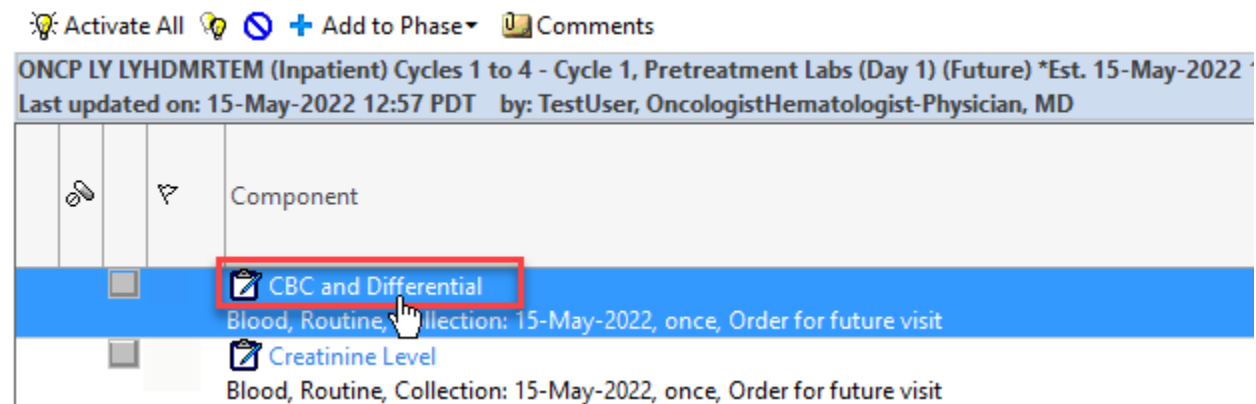 Activate All Add to Phase Comments
ONCP LY LYHDMRTEM (Inpatient) Cycles 1 to 4 - Cycle 1, Pretreatment Labs (Day 1) (Future) *Est. 15-May-2022
Last updated on: 15-May-2022 12:57 PDT by: TestUser, OncologistHematologist-Physician, MD
Component
CBC and Differential
Blood, Routine, Collection: 15-May-2022, once, Order for future visit
Creatinine Level
Blood, Routine, Collection: 15-May-2022, once, Order for future visit